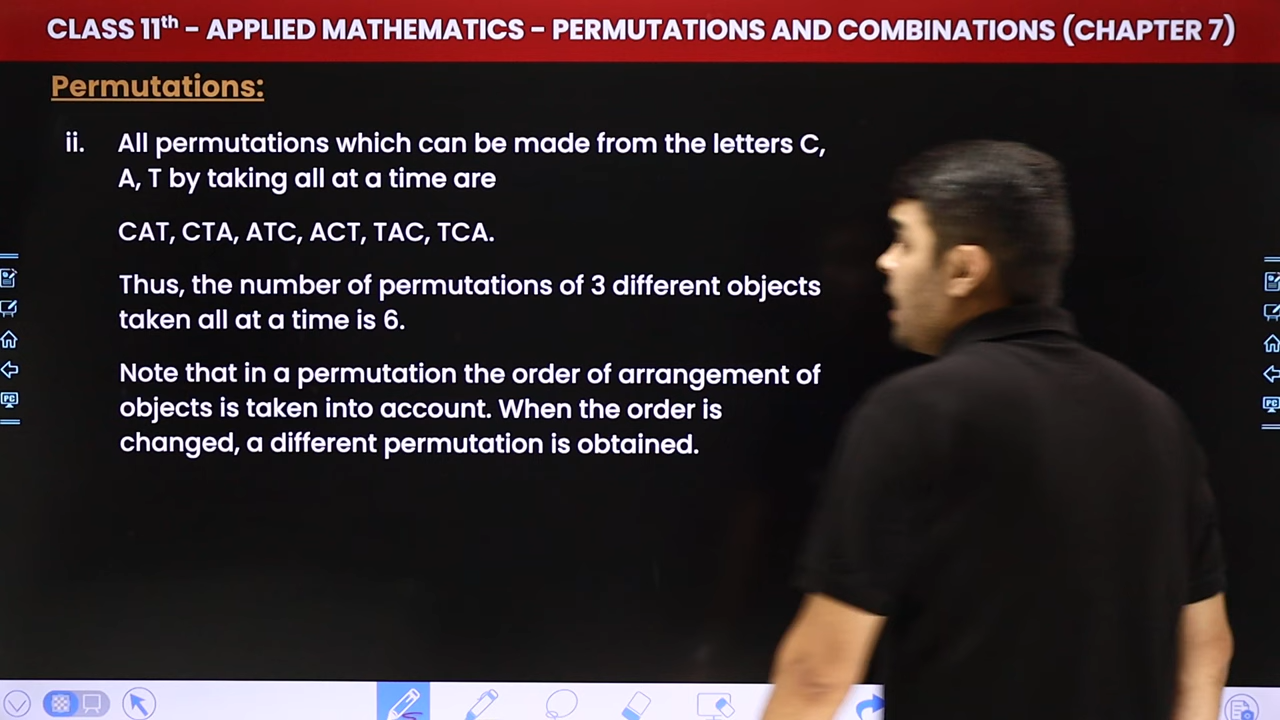 CLASS 11th – APPLIED MATHEMATICS – PERMUTATIONS AND COMBINATIONS (CHAPTER 7)
Permutations:
ii. All permutations which can be made from the letters C,
A, T by taking all at a time are
CAT, CTA, ATC, ACT, TAC, TCA.
Thus, the number of permutations of 3 different objects
taken all at a time is 6.
Note that in a permutation the order of arrangement of
objects is taken into account. When the order is
changed, a different permutation is obtained.
PC
PC